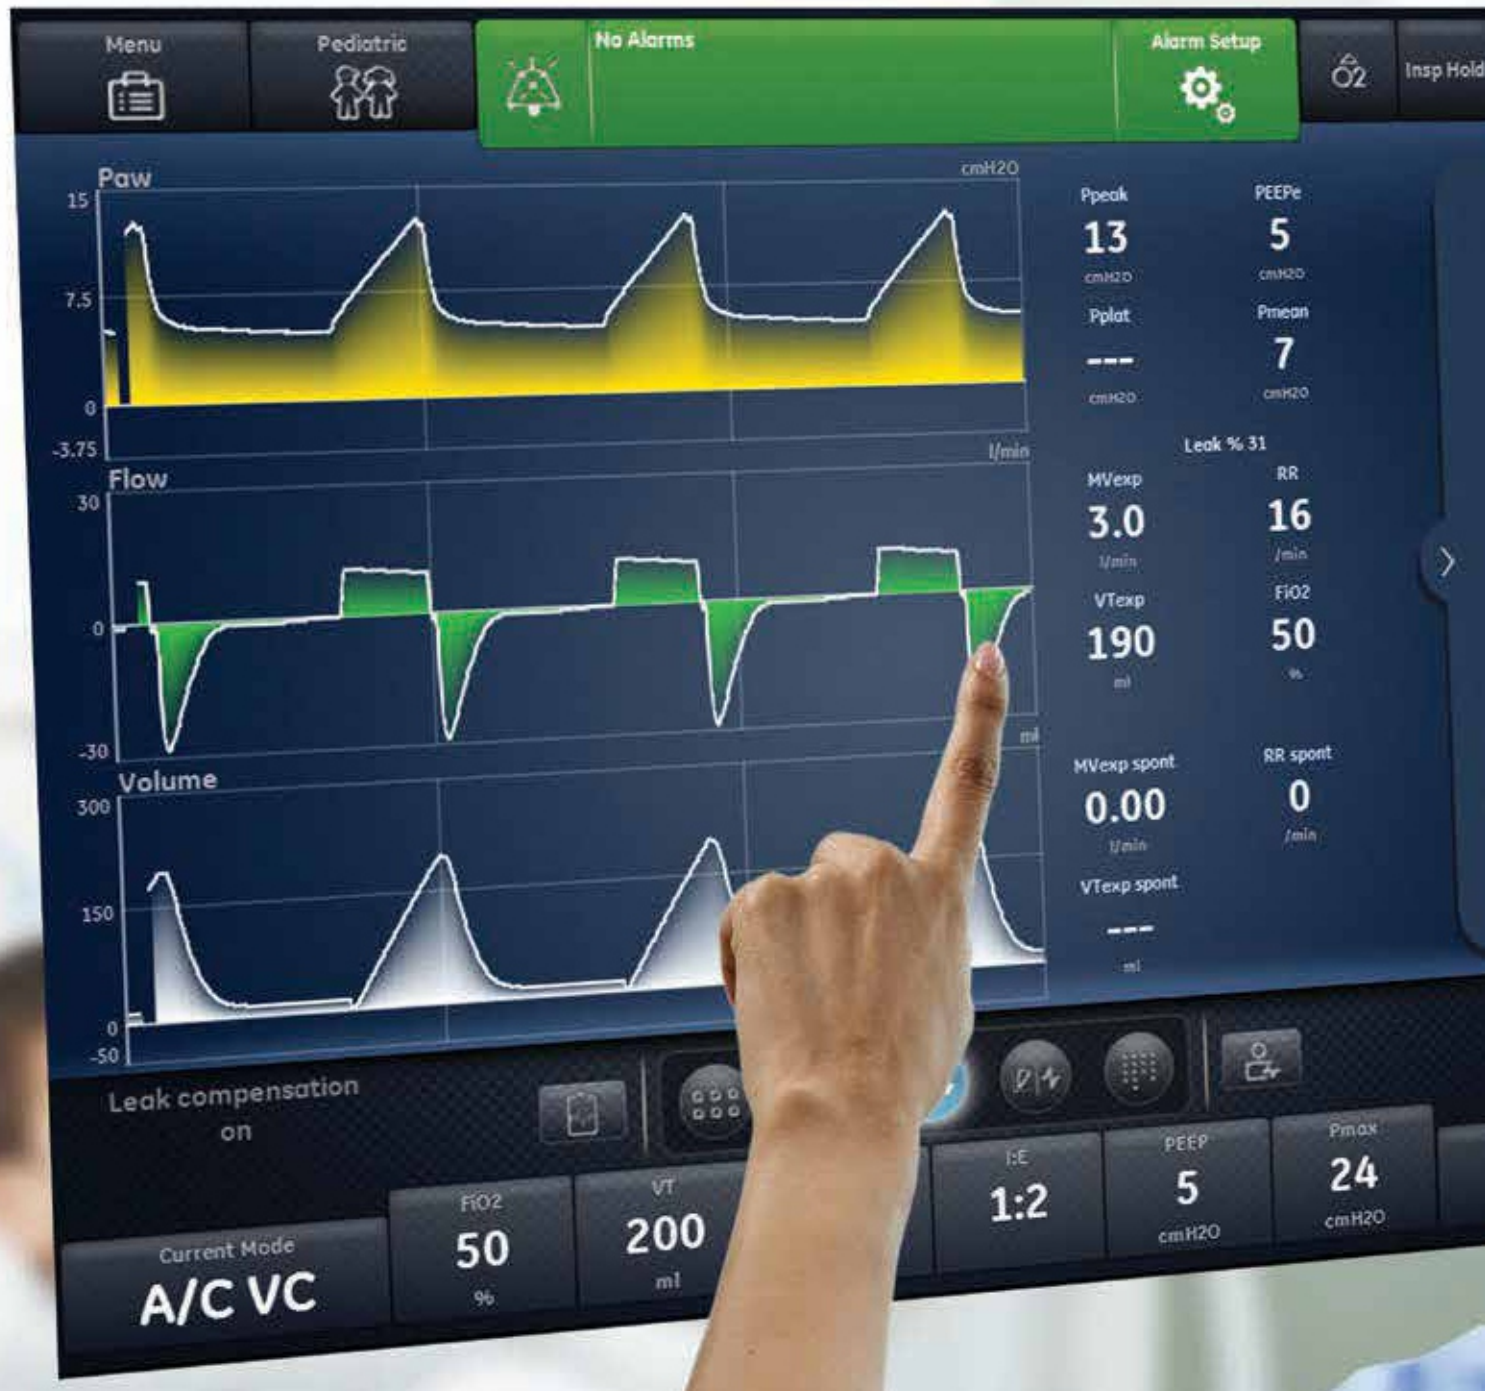 Menu
Pediatric
No Alarms
Alarm Setup
O2
Insp Hold
Paw
cmH2O
15
7.5
0
-3.75
Flow
l/min
30
0
-30
Volume
ml
300
150
0
-50
Ppeak
PEEPe
13
5
cmH2O
cmH2O
Pplat
Pmean
---
7
cmH2O
cmH2O
Leak % 31
MVexp
RR
3.0
16
l/min
/min
VTexp
FiO2
190
50
ml
%
MVexp spont
RR spont
0.00
0
l/min
/min
VTexp spont
---
ml
Leak compensation
on
Current Mode
A/C VC
FiO2
50
%
VT
200
ml
I:E
1:2
PEEP
5
cmH2O
Pmax
24
cmH2O